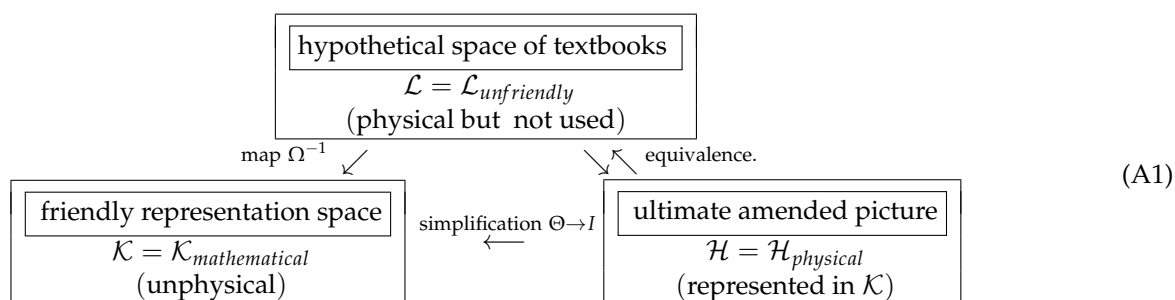 hypothetical space of textbooks
ℒ = ℒ_unfriendly
(physical but not used)
map Ω⁻¹ ↙ ↘↖ equivalence.
(A1)
friendly representation space
𝒦 = 𝒦_mathematical
(unphysical)
simplification Θ→I
←
ultimate amended picture
ℋ = ℋ_physical
(represented in 𝒦)